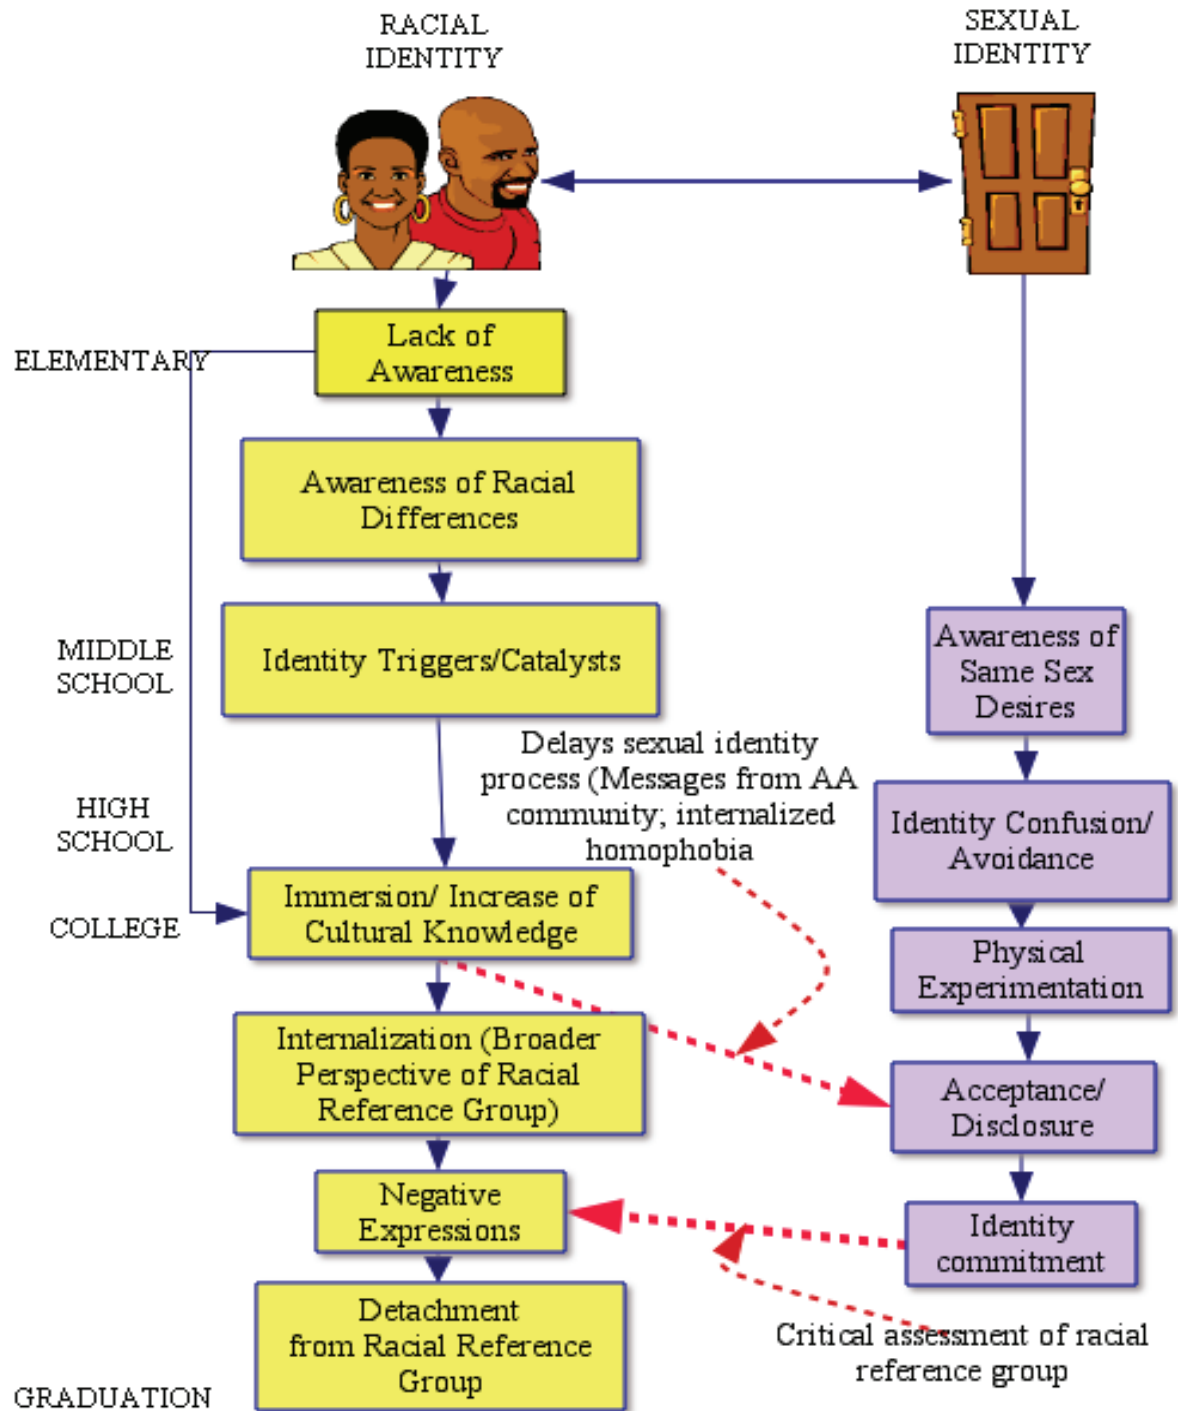 RACIAL
IDENTITY
SEXUAL
IDENTITY
ELEMENTARY
Lack of
Awareness
Awareness of Racial
Differences
MIDDLE
SCHOOL
Identity Triggers/Catalysts
Awareness of
Same Sex
Desires
Delays sexual identity
process (Messages from AA
community; internalized
homophobia
HIGH
SCHOOL
Identity Confusion/
Avoidance
COLLEGE
Immersion/ Increase of
Cultural Knowledge
Physical
Experimentation
Internalization (Broader
Perspective of Racial
Reference Group)
Acceptance/
Disclosure
Negative
Expressions
Identity
commitment
Detachment
from Racial Reference
Group
Critical assessment of racial
reference group
GRADUATION